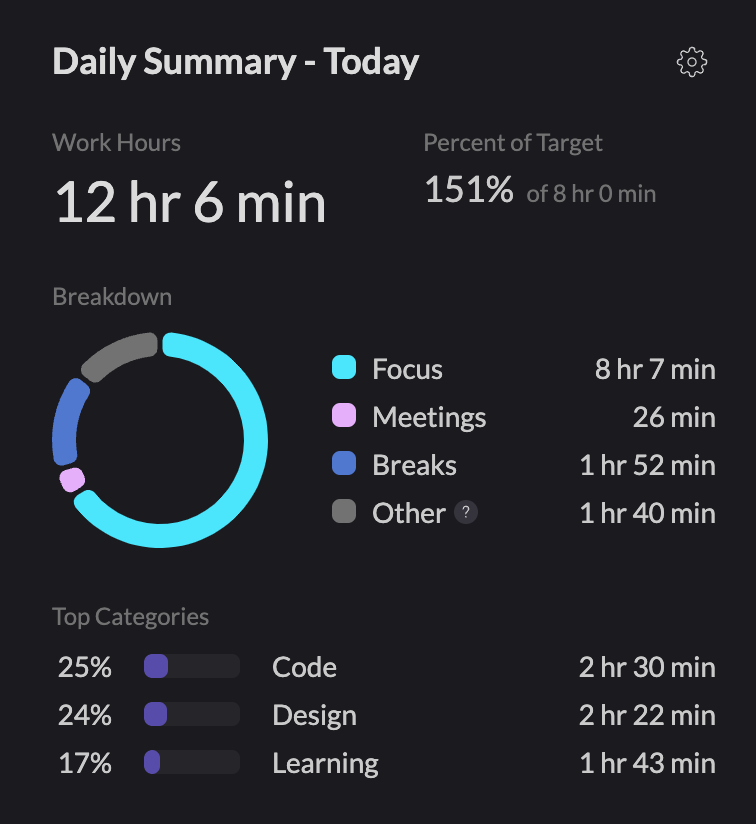 Daily Summary - Today
Work Hours
12 hr 6 min
Percent of Target
151% of 8 hr 0 min
Breakdown
Focus 8 hr 7 min
Meetings 26 min
Breaks 1 hr 52 min
Other ? 1 hr 40 min
Top Categories
25% Code 2 hr 30 min
24% Design 2 hr 22 min
17% Learning 1 hr 43 min